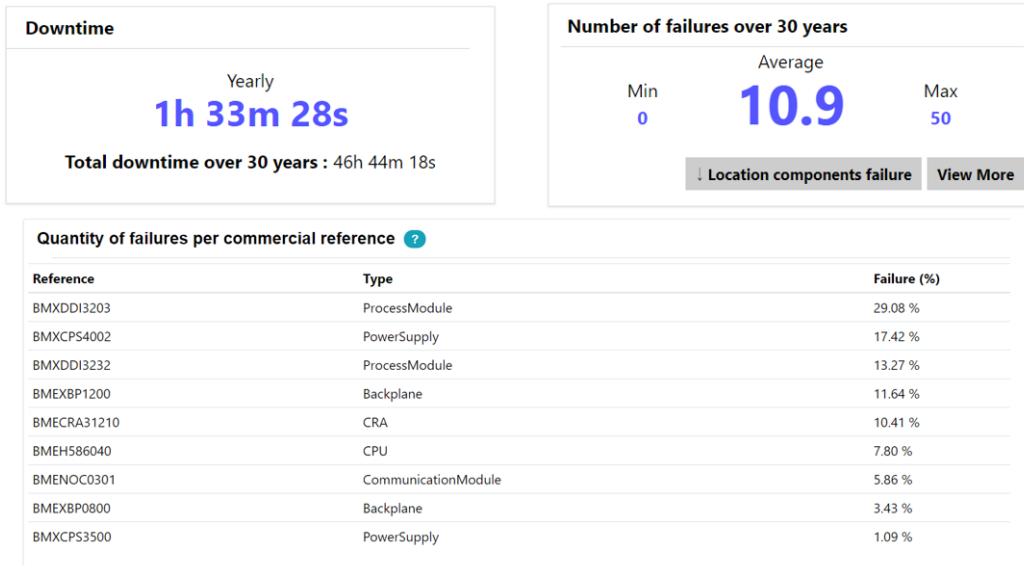 Downtime
Yearly
1h 33m 28s
Total downtime over 30 years : 46h 44m 18s
Number of failures over 30 years
Average
Min
10.9
Max
0
50
↓ Location components failure
View More
Quantity of failures per commercial reference ?
Reference Type Failure (%)
BMXDDI3203 ProcessModule 29.08 %
BMXCPS4002 PowerSupply 17.42 %
BMXDDI3232 ProcessModule 13.27 %
BMEXBP1200 Backplane 11.64 %
BMECRA31210 CRA 10.41 %
BMEH586040 CPU 7.80 %
BMENOC0301 CommunicationModule 5.86 %
BMEXBP0800 Backplane 3.43 %
BMXCPS3500 PowerSupply 1.09 %